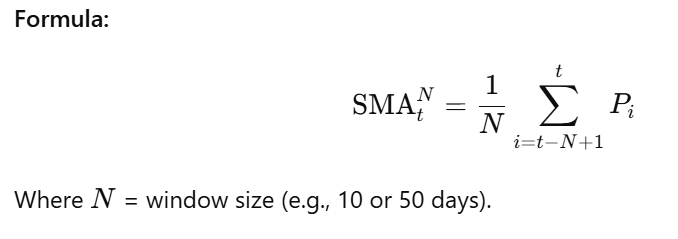 Formula:
SMA_t^N = \frac{1}{N} \sum_{i=t-N+1}^{t} P_i
Where N = window size (e.g., 10 or 50 days).